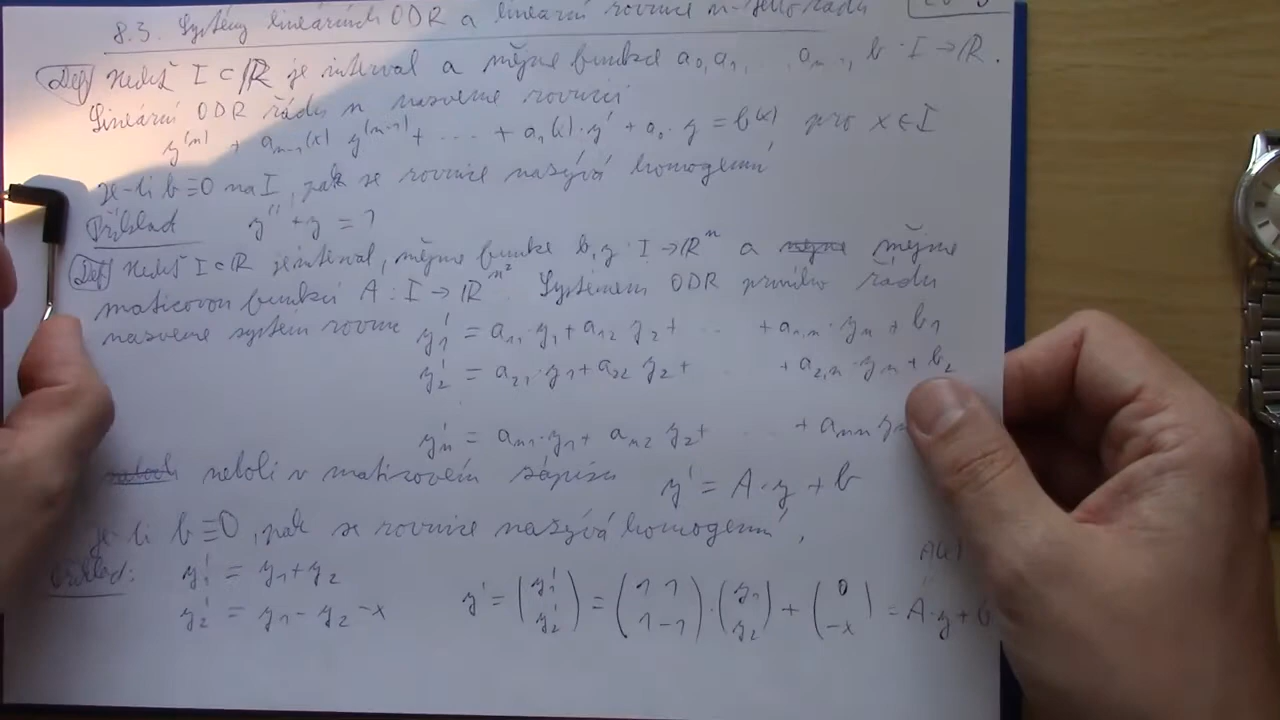 8.3. Systémy lineárních ODR a lineární rovnice n-tého řádu
Def Nechť I ⊂ ℝ je interval a mějme funkce a₀, a₁, ..., aₙ₋₁, b : I → ℝ.
Lineární ODR řádu n nazveme rovnici
y⁽ⁿ⁾ + aₙ₋₁(x) y⁽ⁿ⁻¹⁾ + .... + a₁(x)·y' + a₀·y = b(x) pro x ∈ I
Je-li b ≡ 0 na I, pak se rovnice nazývá homogenní
Příklad y'' + y = 1
Def Nechť I ⊂ ℝ je interval, mějme funkce b, y : I → ℝⁿ a mějme
maticovou funkci A : I → ℝⁿ². Systémem ODR prvního řádu
nazveme systém rovnic y₁' = a₁₁·y₁ + a₁₂ y₂ + ... + a₁,ₙ·yₙ + b₁
y₂' = a₂₁·y₁ + a₂₂ y₂ + ... + a₂,ₙ·yₙ + b₂
yₙ' = aₙ₁·y₁ + aₙ₂ y₂ + ... + aₙₙ yₙ
neboli v maticovém zápisu y' = A·y + b
je-li b ≡ 0, pak se rovnice nazývá homogenní,
Příklad: y₁' = y₁ + y₂
y₂' = y₁ - y₂ - x
y' = (y₁' y₂') = (1 1 1 -1)·(y₁ y₂) + (0 -x) = A·y + b